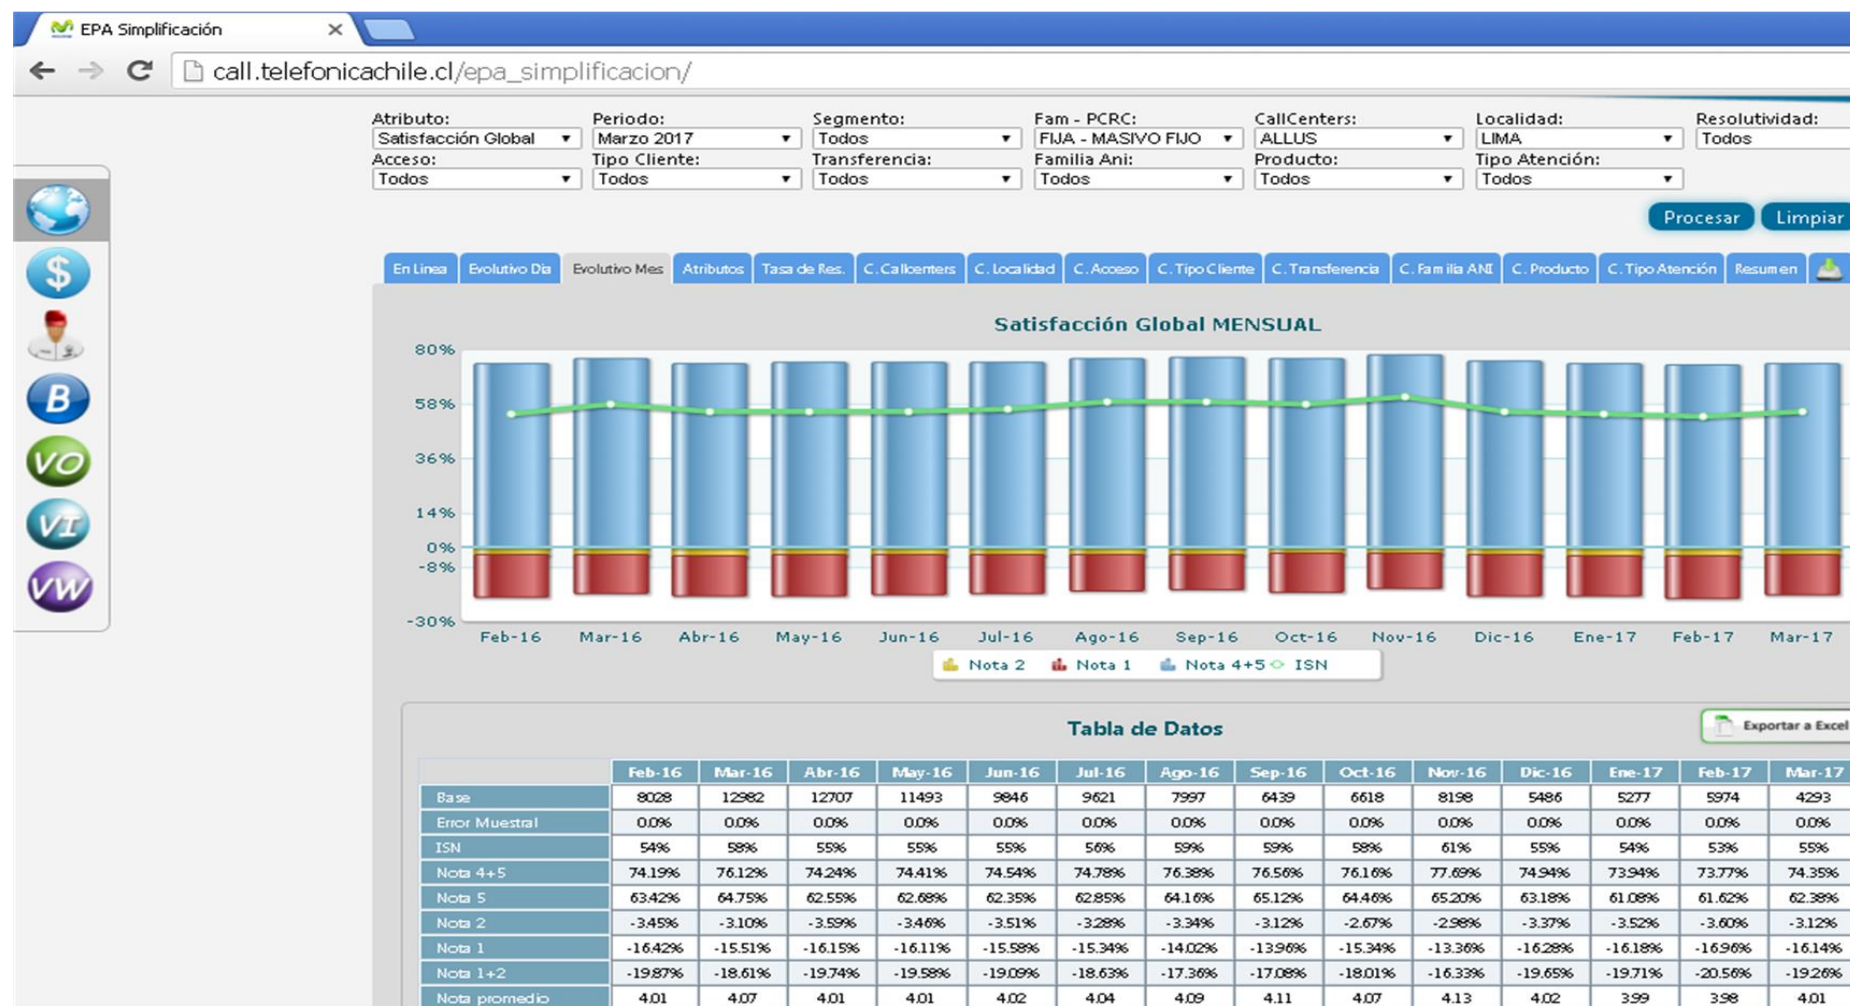 EPA Simplificación
call.telefonicachile.cl/epa_simplificacion/
Atributo: Periodo: Segmento: Fam - PCRC: CallCenters: Localidad: Resolutividad:
Satisfacción Global Marzo 2017 Todos FIJA - MASIVO FIJO ALLUS LIMA Todos
Acceso: Tipo Cliente: Transferencia: Familia Ani: Producto: Tipo Atención:
Todos Todos Todos Todos Todos Todos
Procesar Limpiar
$
B
VO
VI
VW
En Linea Evolutivo Dia Evolutivo Mes Atributos Tasa de Res. C.Callcenters C.Localidad C.Acceso C.Tipo Cliente C.Transferencia C.Familia ANI C.Producto C.Tipo Atención Resumen
Satisfacción Global MENSUAL
80%
58%
36%
14%
0%
-8%
-30%
Feb-16 Mar-16 Abr-16 May-16 Jun-16 Jul-16 Ago-16 Sep-16 Oct-16 Nov-16 Dic-16 Ene-17 Feb-17 Mar-17
Nota 2 Nota 1 Nota 4+5 ISN
Tabla de Datos
Exportar a Excel
Feb-16 Mar-16 Abr-16 May-16 Jun-16 Jul-16 Ago-16 Sep-16 Oct-16 Nov-16 Dic-16 Ene-17 Feb-17 Mar-17
Base 8028 12982 12707 11493 9846 9621 7997 6439 6618 8198 5486 5277 5974 4293
Error Muestral 0.0% 0.0% 0.0% 0.0% 0.0% 0.0% 0.0% 0.0% 0.0% 0.0% 0.0% 0.0% 0.0% 0.0%
ISN 54% 58% 55% 55% 55% 56% 59% 59% 58% 61% 55% 54% 53% 55%
Nota 4+5 74.19% 76.12% 74.24% 74.41% 74.54% 74.78% 76.38% 76.56% 76.16% 77.69% 74.94% 73.94% 73.77% 74.35%
Nota 5 63.42% 64.75% 62.55% 62.68% 62.35% 62.85% 64.16% 65.12% 64.46% 65.20% 63.18% 61.08% 61.62% 62.38%
Nota 2 -3.45% -3.10% -3.59% -3.46% -3.51% -3.28% -3.34% -3.12% -2.67% -2.98% -3.37% -3.52% -3.60% -3.12%
Nota 1 -16.42% -15.51% -16.15% -16.11% -15.58% -15.34% -14.02% -13.96% -15.34% -13.36% -16.28% -16.18% -16.96% -16.14%
Nota 1+2 -19.87% -18.61% -19.74% -19.58% -19.09% -18.63% -17.36% -17.08% -18.01% -16.33% -19.65% -19.71% -20.56% -19.26%
Nota promedio 4.01 4.07 4.01 4.01 4.02 4.04 4.09 4.11 4.07 4.13 4.02 3.99 3.98 4.01